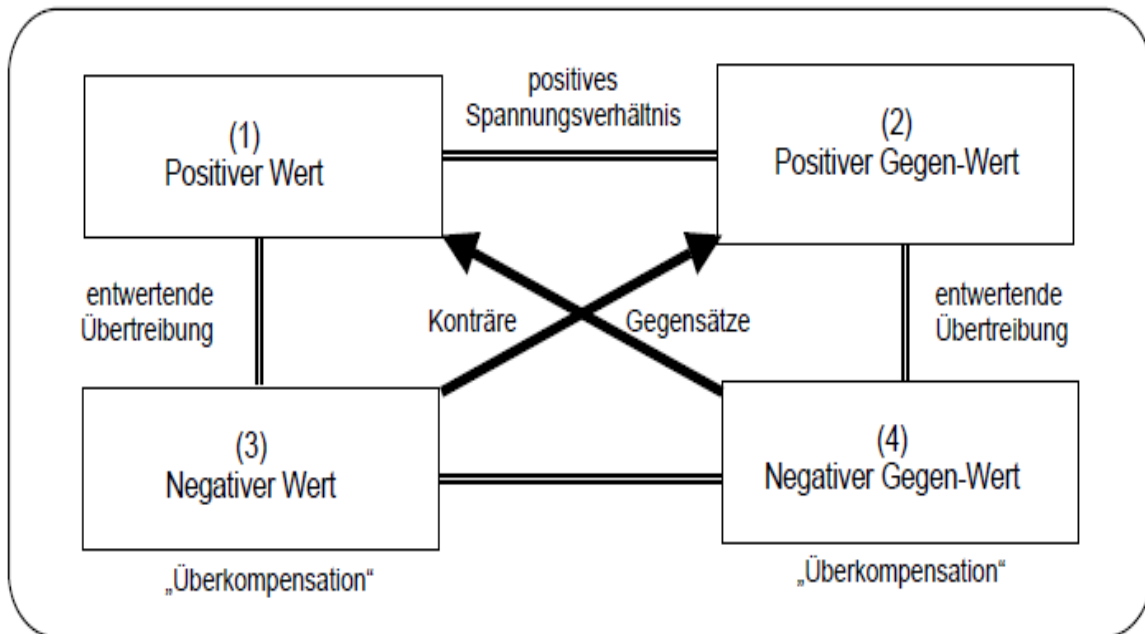 positives
Spannungsverhältnis
(1)
Positiver Wert
(2)
Positiver Gegen-Wert
entwertende
Übertreibung
Konträre
Gegensätze
entwertende
Übertreibung
(3)
Negativer Wert
(4)
Negativer Gegen-Wert
„Überkompensation“
„Überkompensation“